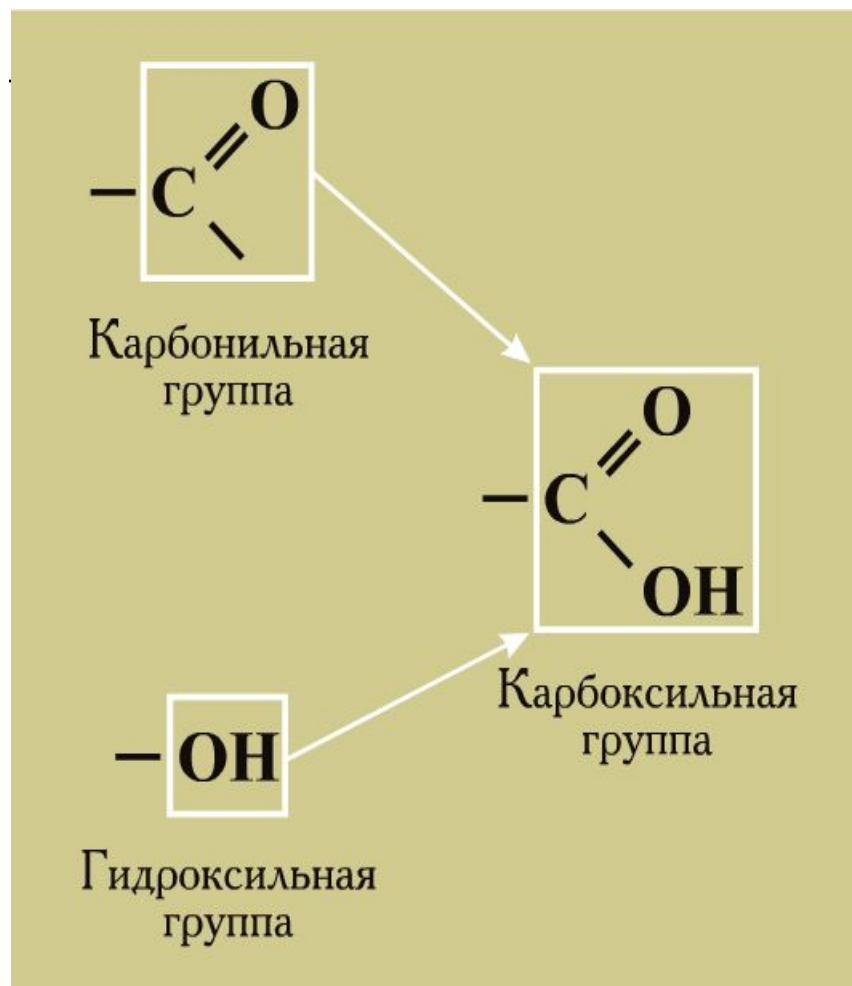 O
C
Карбонильная
группа
O
C
OH
Карбоксильная
группа
OH
Гидроксильная
группа